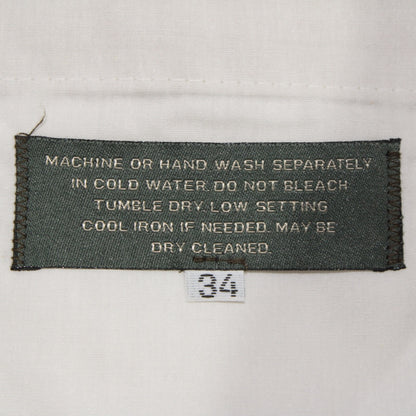 MACHINE OR HAND WASH SEPARATELY
IN COLD WATER. DO NOT BLEACH
TUMBLE DRY. LOW SETTING
COOL IRON IF NEEDED. MAY BE
DRY CLEANED.
34